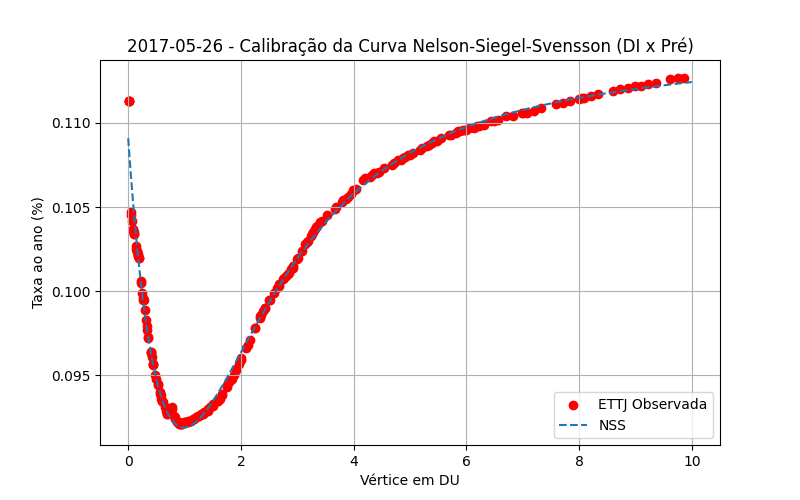 2017-05-26 - Calibração da Curva Nelson-Siegel-Svensson (DI x Pré)
0.110
0.105
0.100
0.095
Taxa ao ano (%)
0
2
4
6
8
10
Vértice em DU
ETTJ Observada
NSS